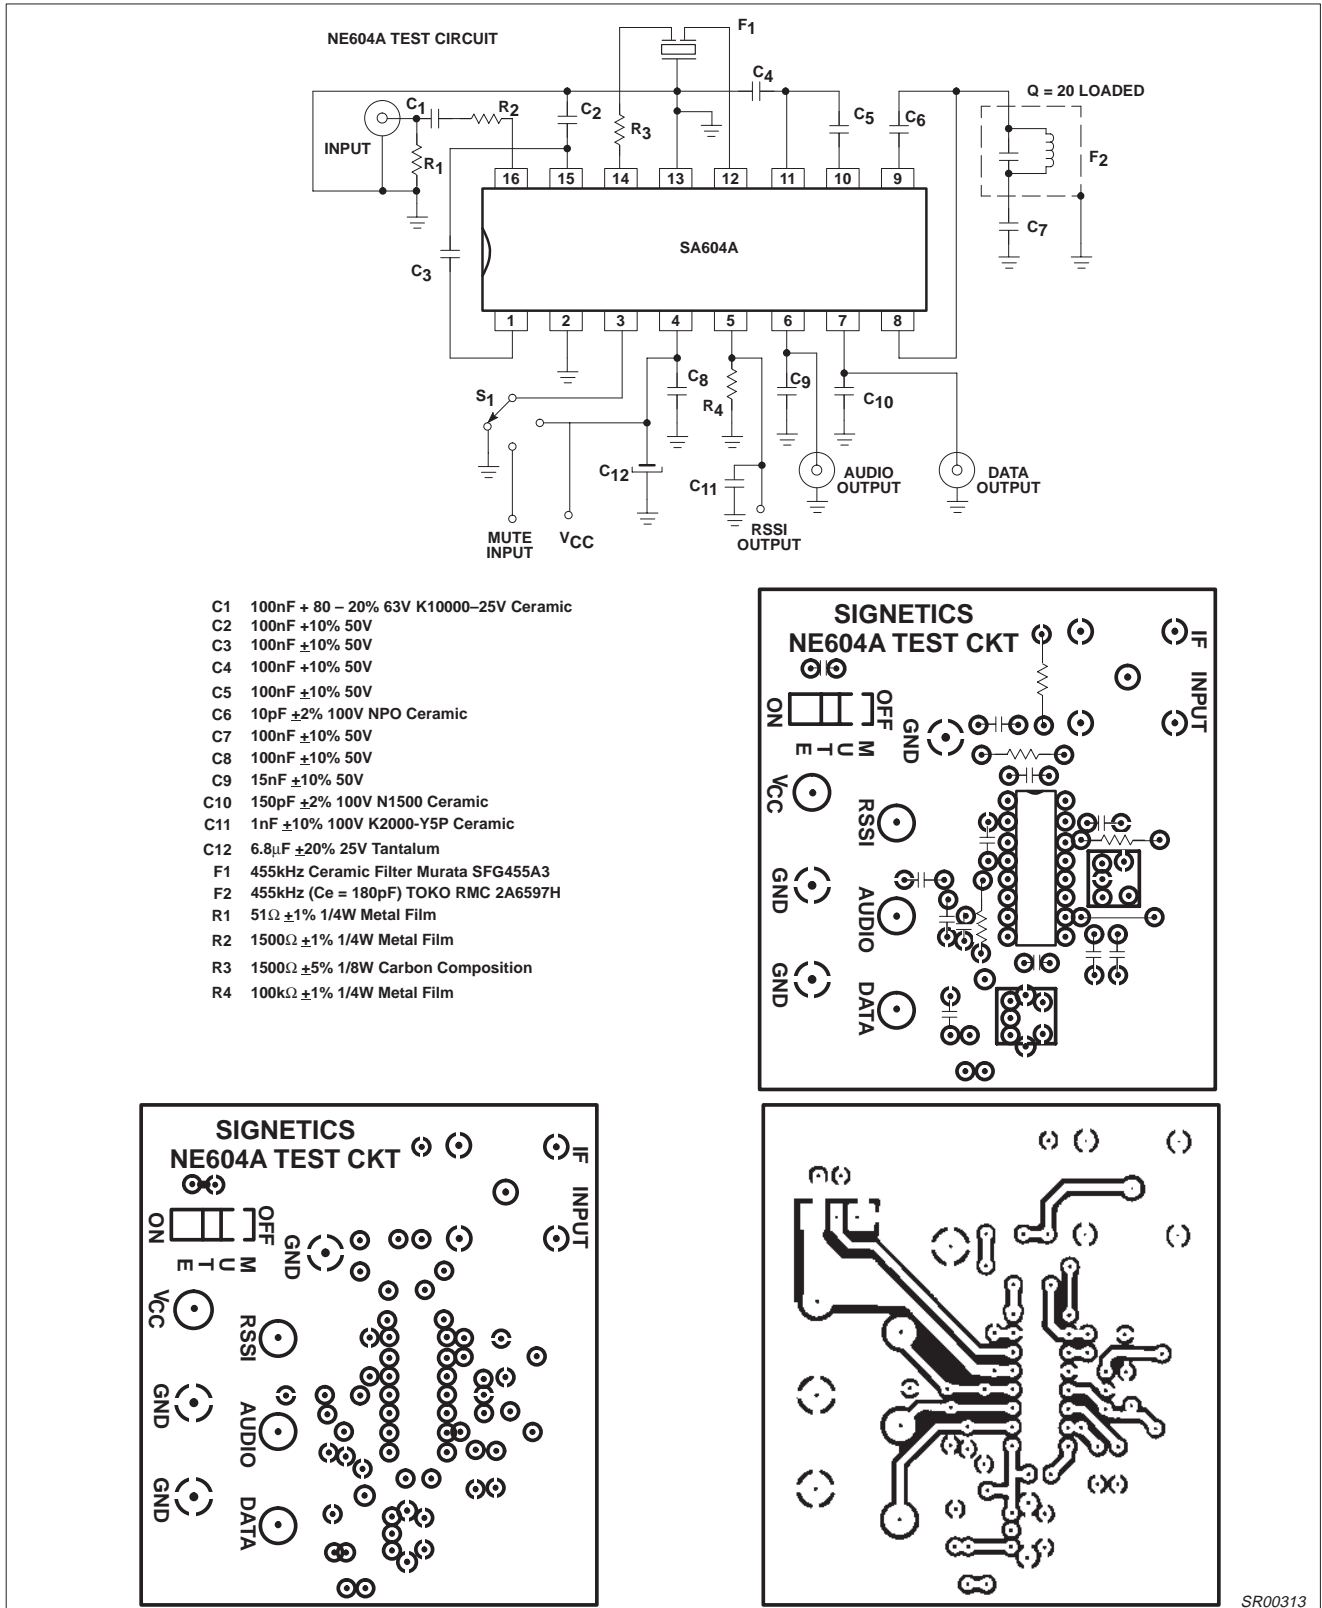 NE604A TEST CIRCUIT
F1
C4
Q = 20 LOADED
C1
R2
C2
R3
C5
C6
INPUT
R1
F2
16 15 14 13 12 11 10 9
C7
C3
SA604A
1 2 3 4 5 6 7 8
S1
C8
R4
C9
C10
C12
C11
AUDIO
OUTPUT
DATA
OUTPUT
MUTE
INPUT
VCC
RSSI
OUTPUT
C1 100nF + 80 – 20% 63V K10000–25V Ceramic
C2 100nF +10% 50V
C3 100nF ±10% 50V
C4 100nF +10% 50V
C5 100nF ±10% 50V
C6 10pF ±2% 100V NPO Ceramic
C7 100nF ±10% 50V
C8 100nF ±10% 50V
C9 15nF ±10% 50V
C10 150pF ±2% 100V N1500 Ceramic
C11 1nF ±10% 100V K2000-Y5P Ceramic
C12 6.8μF ±20% 25V Tantalum
F1 455kHz Ceramic Filter Murata SFG455A3
F2 455kHz (Ce = 180pF) TOKO RMC 2A6597H
R1 51Ω ±1% 1/4W Metal Film
R2 1500Ω ±1% 1/4W Metal Film
R3 1500Ω ±5% 1/8W Carbon Composition
R4 100kΩ ±1% 1/4W Metal Film
SIGNETICS
NE604A TEST CKT
IF
INPUT
ON
OFF
MUTE
GND
VCC
RSSI
GND
AUDIO
GND
DATA
SIGNETICS
NE604A TEST CKT
IF
INPUT
ON
OFF
MUTE
GND
VCC
RSSI
GND
AUDIO
GND
DATA
SR00313